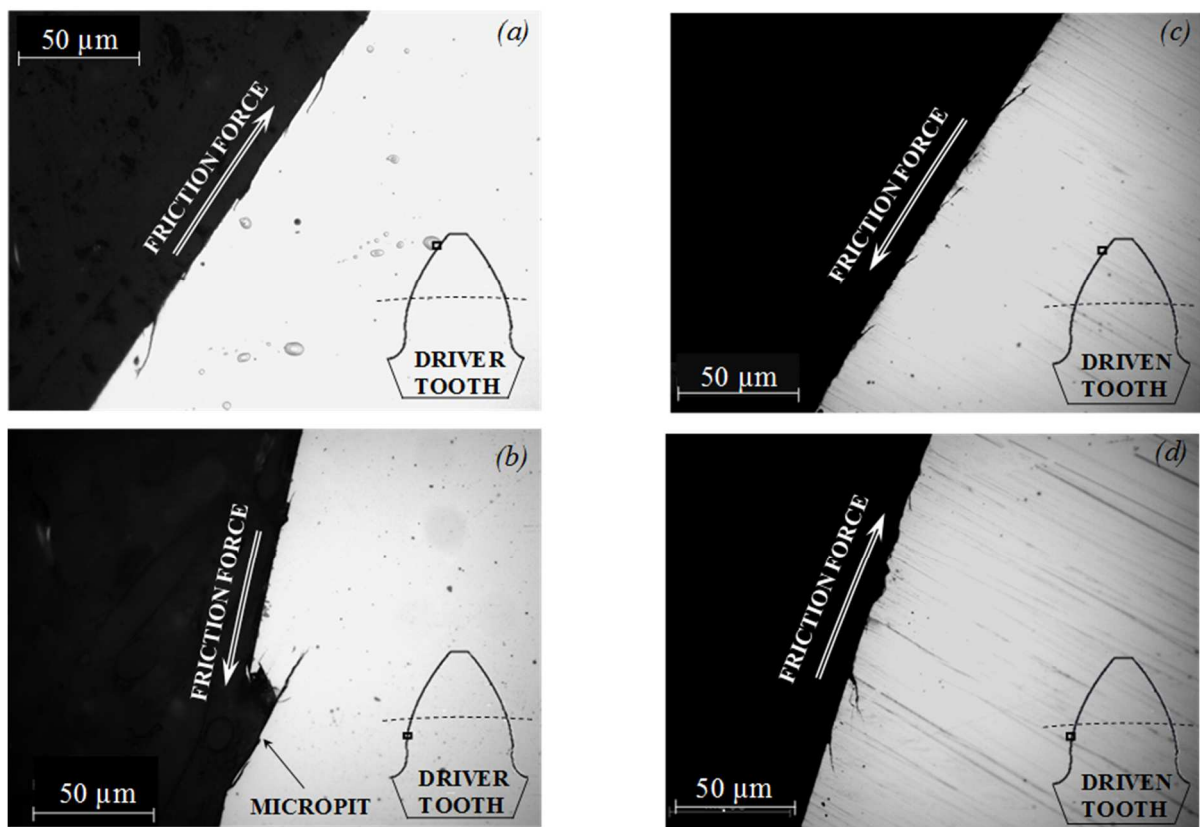 50 µm
(a)
FRICTION FORCE
DRIVER
TOOTH
(c)
FRICTION FORCE
50 µm
DRIVEN
TOOTH
(b)
FRICTION FORCE
50 µm
MICROPIT
DRIVER
TOOTH
(d)
FRICTION FORCE
50 µm
DRIVEN
TOOTH